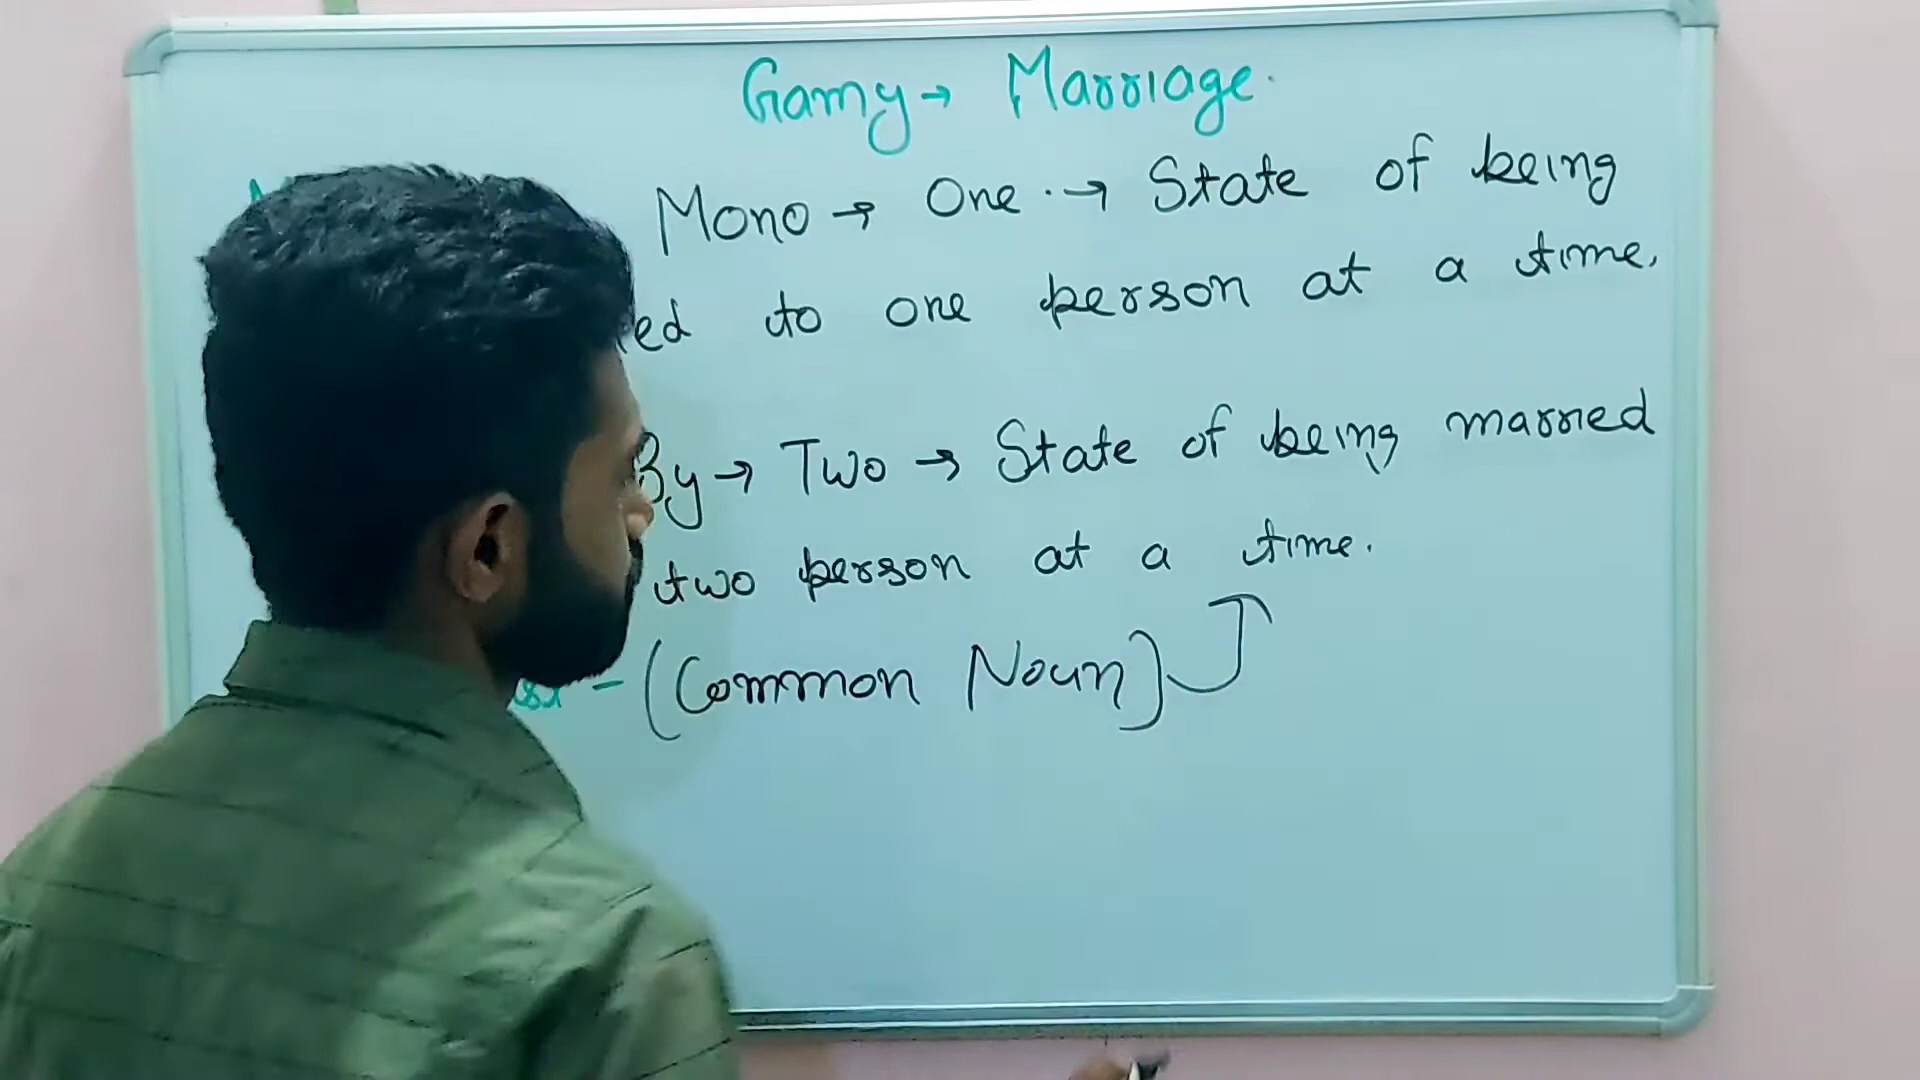 Gamy → Marriage.
Mono → One → State of being
ed to one person at a time.
By → Two → State of being married
two person at a time.
- (Common Noun)